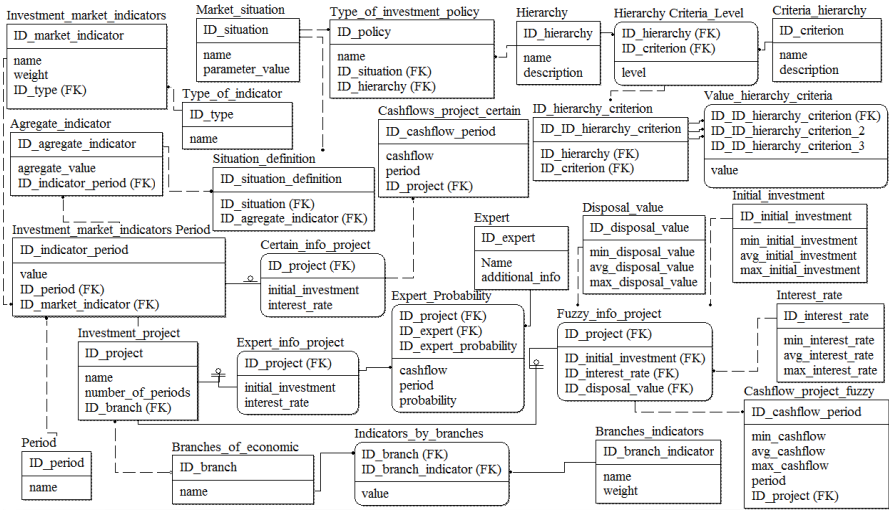 Investment_market_indicators
ID_market_indicator
name
weight
ID_type (FK)
Market_situation
ID_situation
name
parameter_value
Type_of_investment_policy
ID_policy
name
ID_situation (FK)
ID_hierarchy (FK)
Hierarchy
ID_hierarchy
name
description
Hierarchy Criteria_Level
ID_hierarchy (FK)
ID_criterion (FK)
level
Criteria_hierarchy
ID_criterion
name
description
Type_of_indicator
ID_type
name
Agregate_indicator
ID_agregate_indicator
agregate_value
ID_indicator_period (FK)
Situation_definition
ID_situation_definition
ID_situation (FK)
ID_agregate_indicator (FK)
Cashflows_project_certain
ID_cashflow_period
cashflow
period
ID_project (FK)
ID_hierarchy_criterion
ID_ID_hierarchy_criterion
ID_hierarchy (FK)
ID_criterion (FK)
Value_hierarchy_criteria
ID_ID_hierarchy_criterion (FK)
ID_ID_hierarchy_criterion_2
ID_ID_hierarchy_criterion_3
value
Investment_market_indicators Period
ID_indicator_period
value
ID_period (FK)
ID_market_indicator (FK)
Certain_info_project
ID_project (FK)
initial_investment
interest_rate
Expert
ID_expert
Name
additional_info
Disposal_value
ID_disposal_value
min_disposal_value
avg_disposal_value
max_disposal_value
Initial_investment
ID_initial_investment
min_initial_investment
avg_initial_investment
max_initial_investment
Investment_project
ID_project
name
number_of_periods
ID_branch (FK)
Expert_info_project
ID_project (FK)
initial_investment
interest_rate
Expert_Probability
ID_project (FK)
ID_expert (FK)
ID_expert_probability
cashflow
period
probability
Fuzzy_info_project
ID_project (FK)
ID_initial_investment (FK)
ID_interest_rate (FK)
ID_disposal_value (FK)
Interest_rate
ID_interest_rate
min_interest_rate
avg_interest_rate
max_interest_rate
Cashflow_project_fuzzy
ID_cashflow_period
min_cashflow
avg_cashflow
max_cashflow
period
ID_project (FK)
Period
ID_period
name
Branches_of_economic
ID_branch
name
Indicators_by_branches
ID_branch (FK)
ID_branch_indicator (FK)
value
Branches_indicators
ID_branch_indicator
name
weight